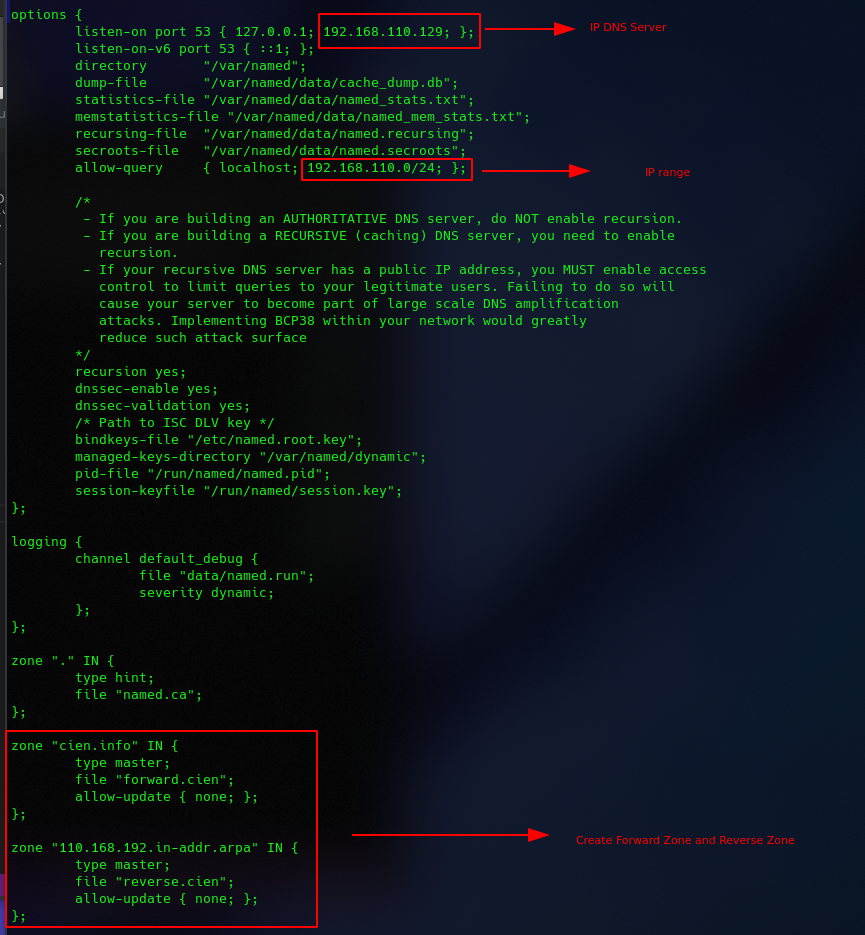 options {
        listen-on port 53 { 127.0.0.1; 192.168.110.129; };
IP DNS Server
        listen-on-v6 port 53 { ::1; };
        directory       "/var/named";
        dump-file       "/var/named/data/cache_dump.db";
        statistics-file "/var/named/data/named_stats.txt";
        memstatistics-file "/var/named/data/named_mem_stats.txt";
        recursing-file  "/var/named/data/named.recursing";
        secroots-file   "/var/named/data/named.secroots";
        allow-query     { localhost; 192.168.110.0/24; };
IP range
        /*
         - If you are building an AUTHORITATIVE DNS server, do NOT enable recursion.
         - If you are building a RECURSIVE (caching) DNS server, you need to enable
           recursion.
         - If your recursive DNS server has a public IP address, you MUST enable access
           control to limit queries to your legitimate users. Failing to do so will
           cause your server to become part of large scale DNS amplification
           attacks. Implementing BCP38 within your network would greatly
           reduce such attack surface
        */
        recursion yes;
        dnssec-enable yes;
        dnssec-validation yes;
        /* Path to ISC DLV key */
        bindkeys-file "/etc/named.root.key";
        managed-keys-directory "/var/named/dynamic";
        pid-file "/run/named/named.pid";
        session-keyfile "/run/named/session.key";
};
logging {
        channel default_debug {
                file "data/named.run";
                severity dynamic;
        };
};
zone "." IN {
        type hint;
        file "named.ca";
};
zone "cien.info" IN {
        type master;
        file "forward.cien";
        allow-update { none; };
};
Create Forward Zone and Reverse Zone
zone "110.168.192.in-addr.arpa" IN {
        type master;
        file "reverse.cien";
        allow-update { none; };
};